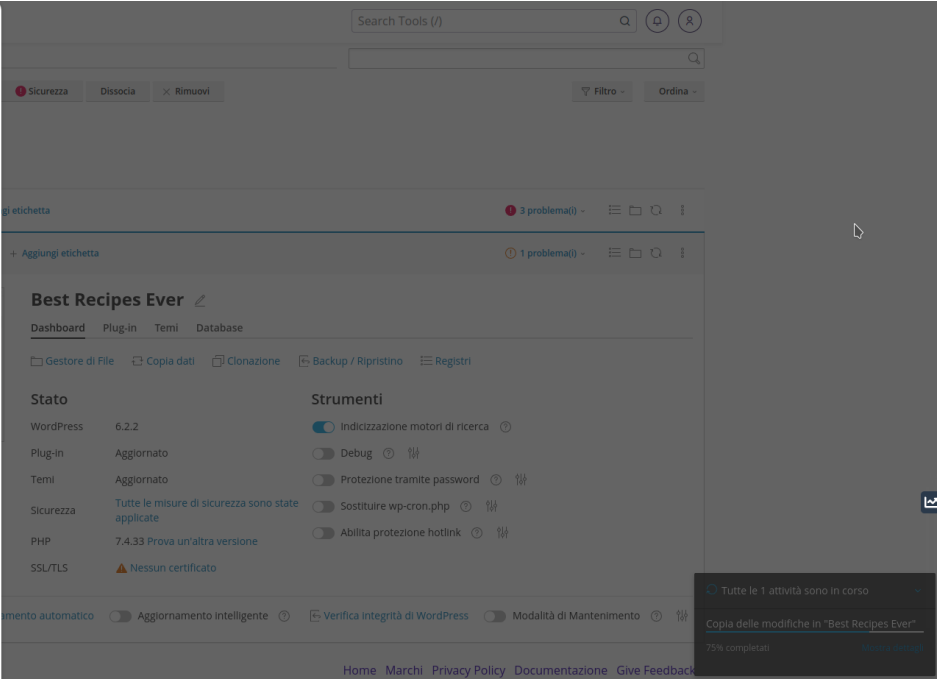 Search Tools (/)
Sicurezza Dissocia Rimuovi Filtro Ordina
gi etichetta 3 problema(i)
+ Aggiungi etichetta 1 problema(i)
Best Recipes Ever
Dashboard Plug-in Temi Database
Gestore di File Copia dati Clonazione Backup / Ripristino Registri
Stato
WordPress 6.2.2
Plug-in Aggiornato
Temi Aggiornato
Sicurezza Tutte le misure di sicurezza sono state
applicate
PHP 7.4.33 Prova un'altra versione
SSL/TLS Nessun certificato
Strumenti
Indicizzazione motori di ricerca
Debug
Protezione tramite password
Sostituire wp-cron.php
Abilita protezione hotlink
amento automatico Aggiornamento intelligente Verifica integrità di WordPress Modalità di Mantenimento
Tutte le 1 attività sono in corso
Copia delle modifiche in "Best Recipes Ever"
75% completati
Home Marchi Privacy Policy Documentazione Give Feedback